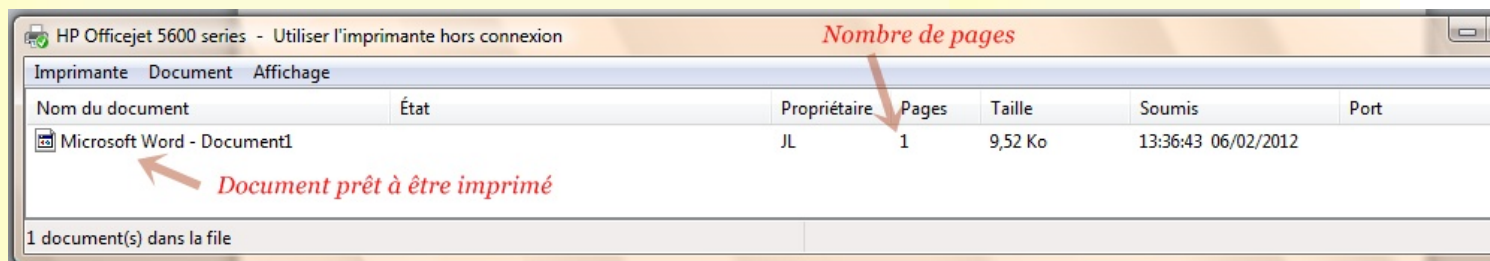 HP Officejet 5600 series - Utiliser l'imprimante hors connexion
Nombre de pages
Imprimante Document Affichage
Nom du document État Propriétaire Pages Taille Soumis Port
Microsoft Word - Document1 JL 1 9,52 Ko 13:36:43 06/02/2012
Document prêt à être imprimé
1 document(s) dans la file